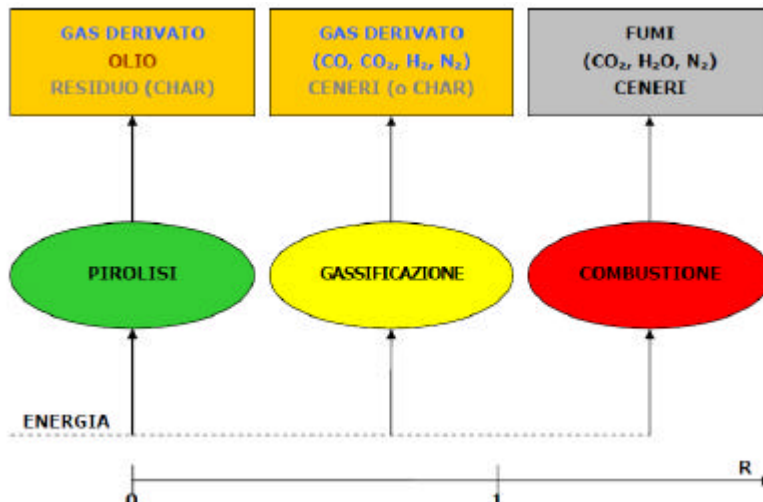 GAS DERIVATO
OLIO
RESIDUO (CHAR)
GAS DERIVATO
(CO, CO₂, H₂, N₂)
CENERI (o CHAR)
FUMI
(CO₂, H₂O, N₂)
CENERI
PIROLISI
GASSIFICAZIONE
COMBUSTIONE
ENERGIA
R
0
1